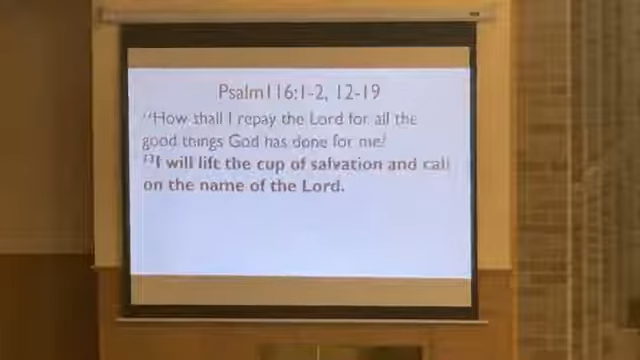 Psalm116:1-2, 12-19
¹²How shall I repay the Lord for all the
good things God has done for me?
¹³I will lift the cup of salvation and call
on the name of the Lord.